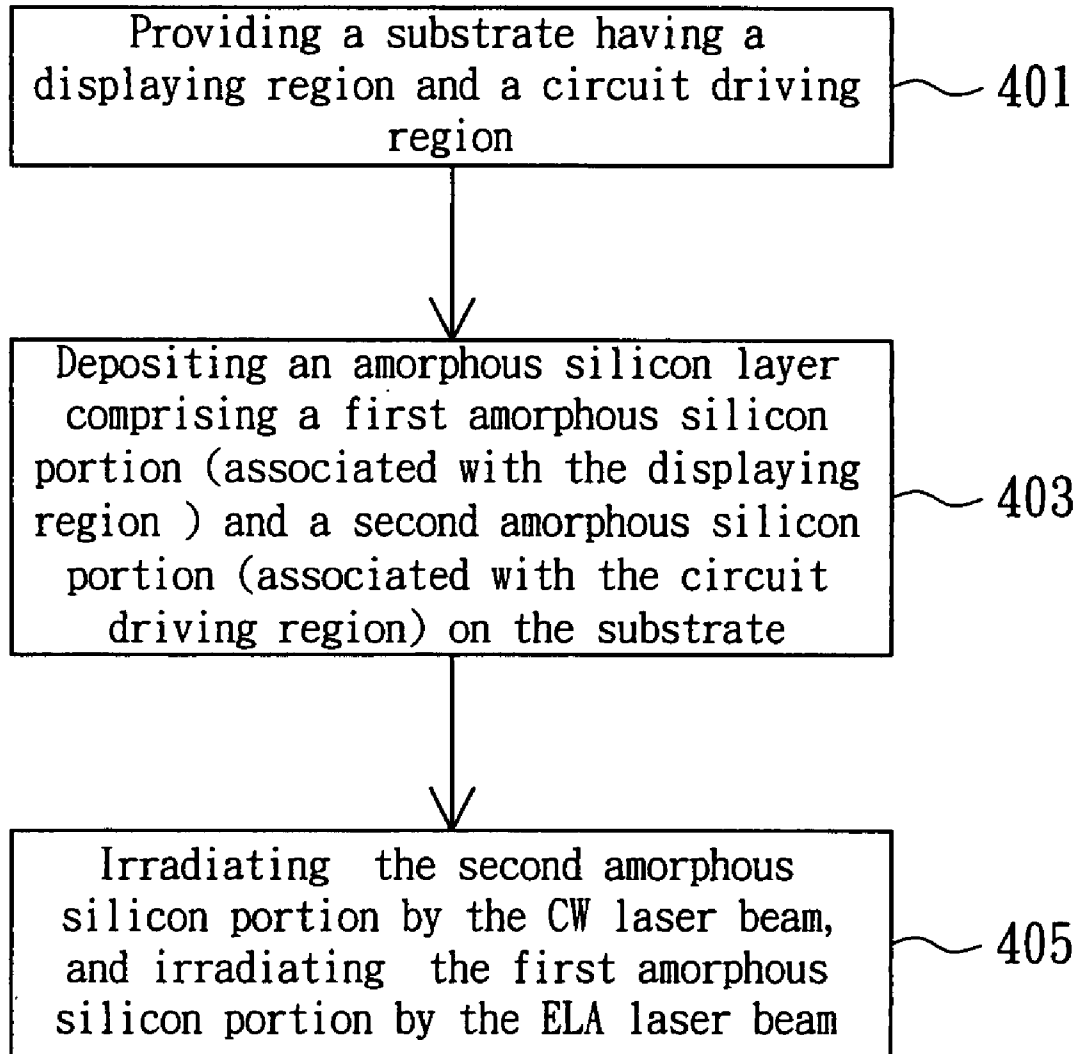 Providing a substrate having a
displaying region and a circuit driving
region
401
Depositing an amorphous silicon layer
comprising a first amorphous silicon
portion (associated with the displaying
region ) and a second amorphous silicon
portion (associated with the circuit
driving region) on the substrate
403
Irradiating the second amorphous
silicon portion by the CW laser beam,
and irradiating the first amorphous
silicon portion by the ELA laser beam
405